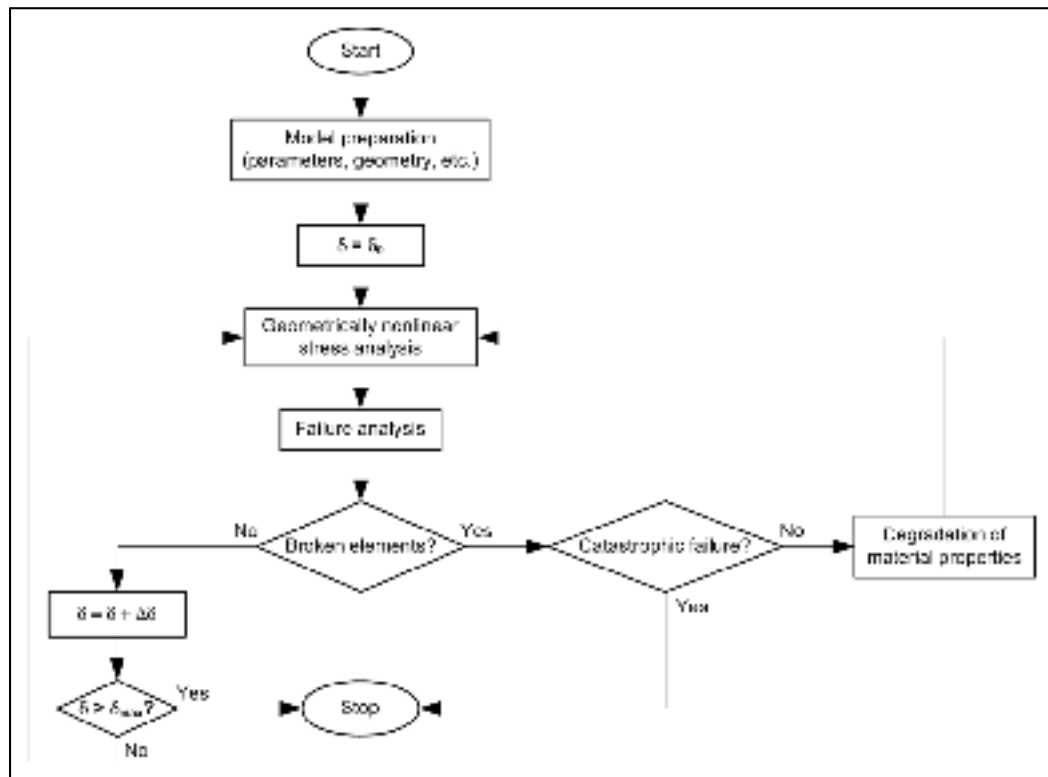 Start
Model preparation
(parameters, geometry, etc.)
δ = δ₀
Geometrically nonlinear
stress analysis
Failure analysis
No
Broken elements?
Yes
Catastrophic failure?
No
Degradation of
material properties
Yes
δ = δ + Δδ
δ > δmax?
Yes
No
Stop